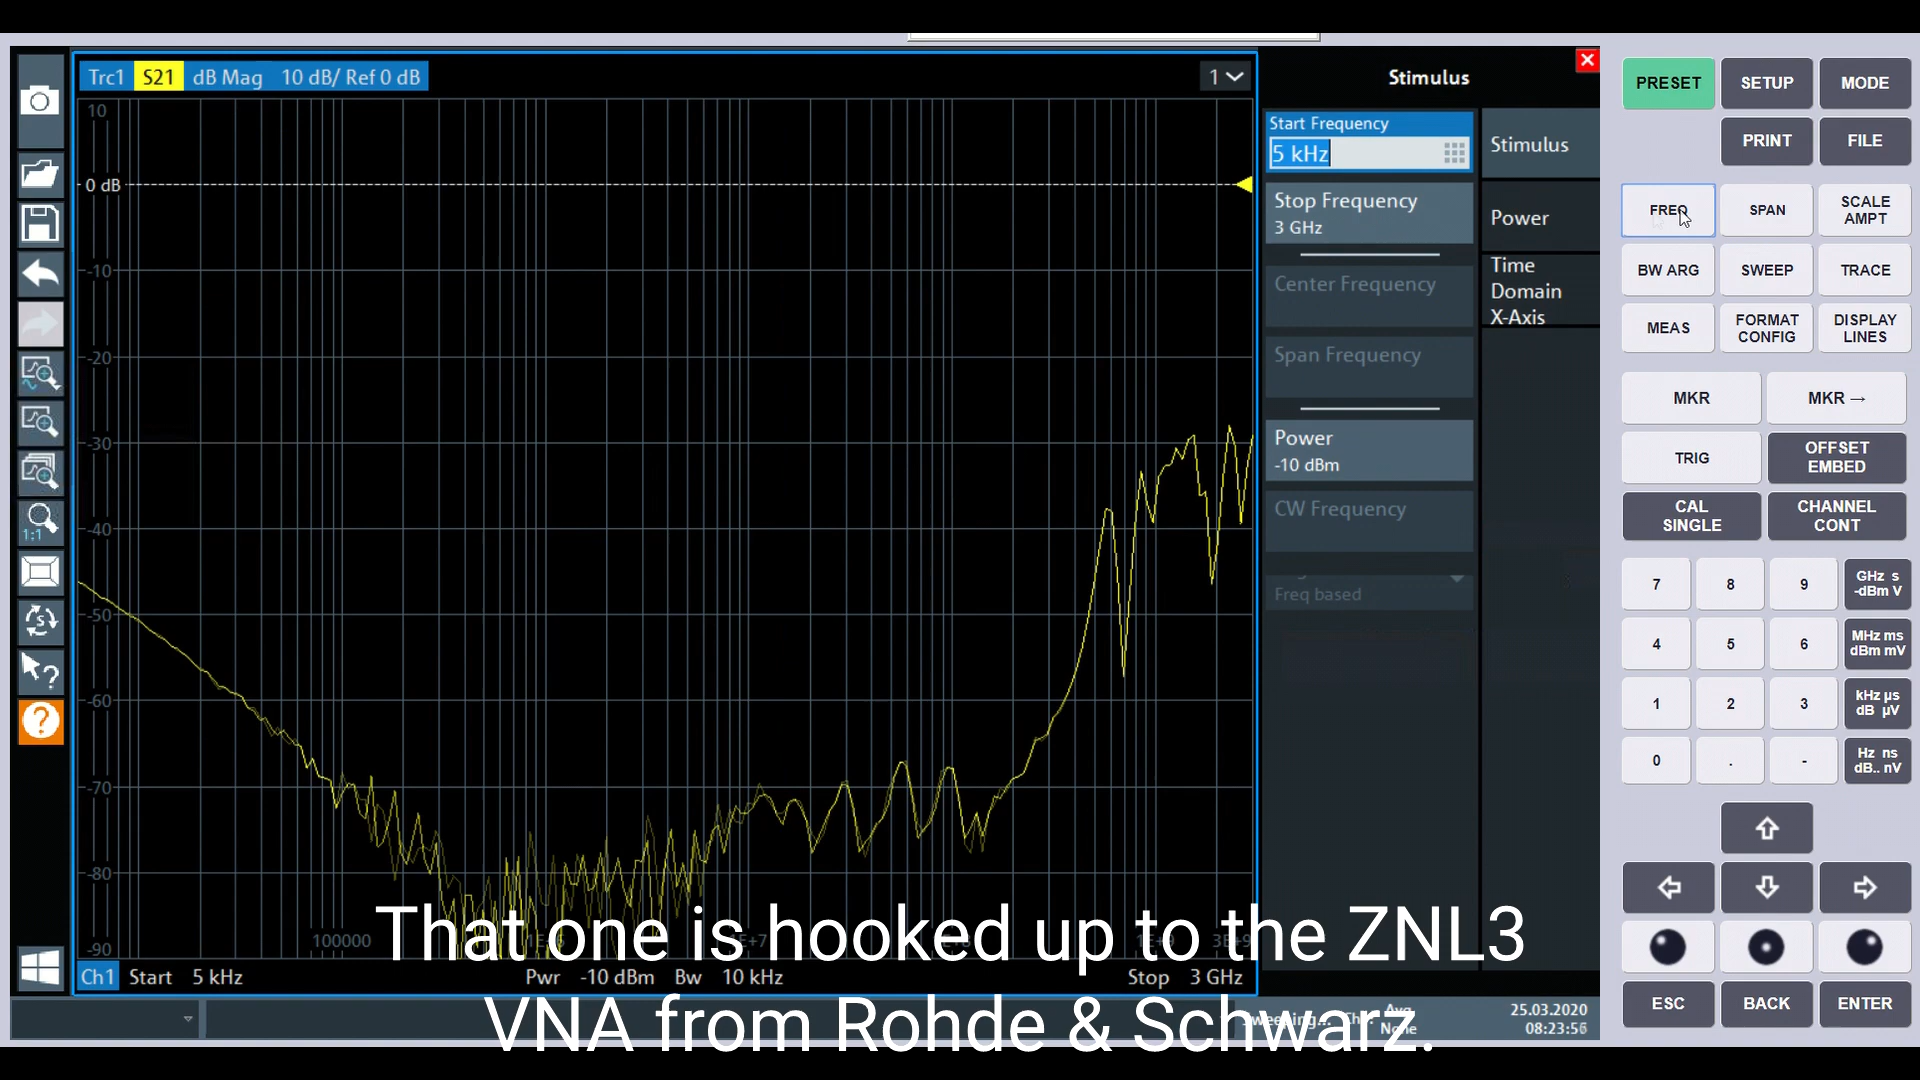 Trc1 S21 dB Mag 10 dB/ Ref 0 dB
1
10
0 dB
-10
-20
-30
-40
-50
-60
-70
-80
-90
100000
3E+9
Ch1 Start 5 kHz Pwr -10 dBm Bw 10 kHz Stop 3 GHz
1:1
Stimulus
Start Frequency
5 kHz
Stop Frequency
3 GHz
Center Frequency
Span Frequency
Power
-10 dBm
CW Frequency
Freq based
Stimulus
Power
Time
Domain
X-Axis
Sweeping...
Avg
None
25.03.2020
08:23:56
PRESET SETUP MODE
PRINT FILE
FREQ SPAN SCALE
AMPT
BW ARG SWEEP TRACE
MEAS FORMAT
CONFIG DISPLAY
LINES
MKR MKR →
TRIG OFFSET
EMBED
CAL
SINGLE CHANNEL
CONT
7 8 9 GHz s
-dBm V
4 5 6 MHz ms
dBm mV
1 2 3 kHz µs
dB µV
0 . - Hz ns
dB.. nV
ESC BACK ENTER
That one is hooked up to the ZNL3
VNA from Rohde & Schwarz.